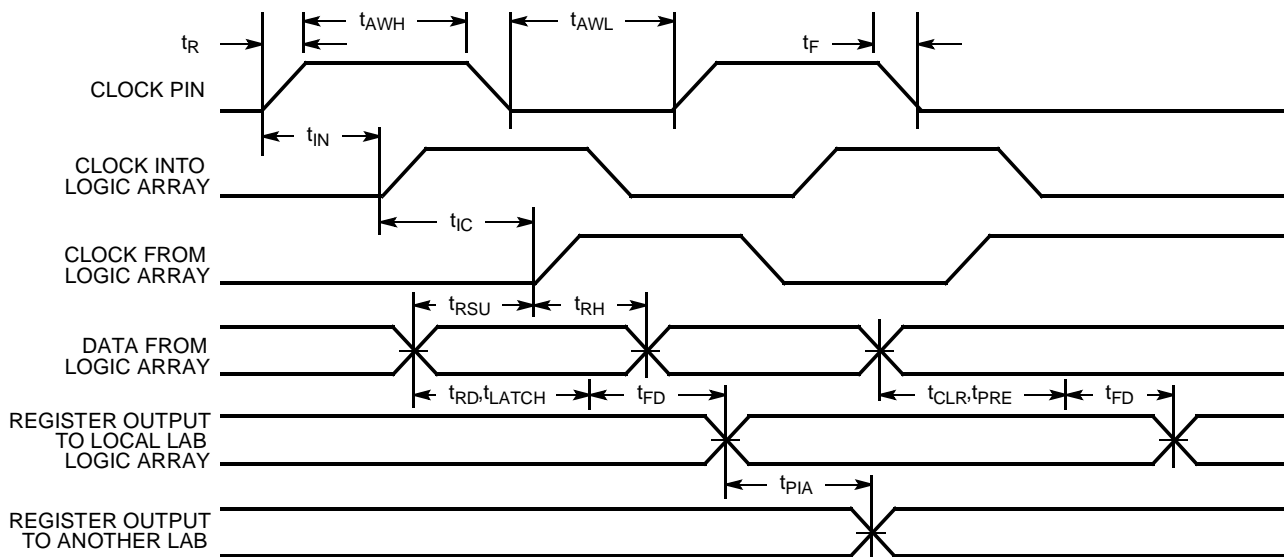 tAWH tAWL
tR tF
CLOCK PIN
tIN
CLOCK INTO
LOGIC ARRAY
tIC
CLOCK FROM
LOGIC ARRAY
tRSU tRH
DATA FROM
LOGIC ARRAY
tRD,tLATCH tFD tCLR,tPRE tFD
REGISTER OUTPUT
TO LOCAL LAB
LOGIC ARRAY
tPIA
REGISTER OUTPUT
TO ANOTHER LAB